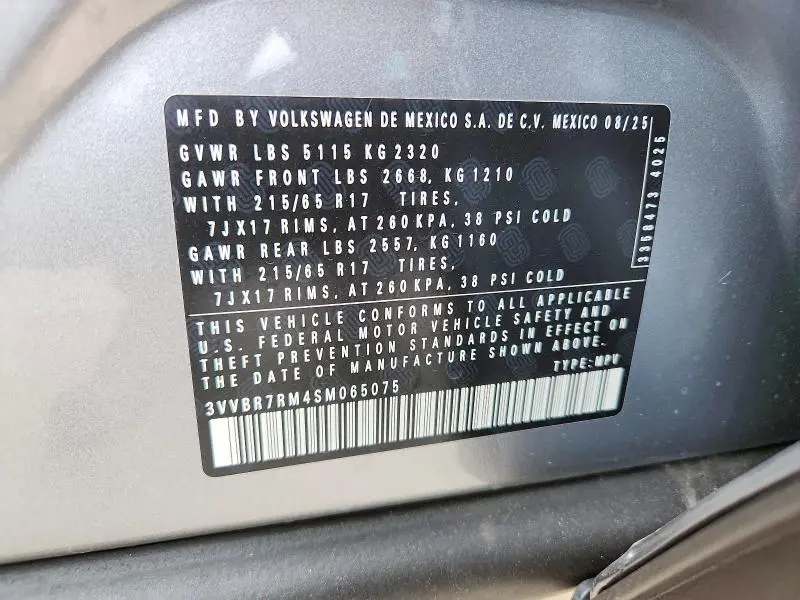 MFD BY VOLKSWAGEN DE MEXICO S.A. DE C.V. MEXICO 08/25
GVWR LBS 5115 KG 2320
GAWR FRONT LBS 2668, KG 1210
WITH 215/65 R17 TIRES,
7JX17 RIMS, AT 260 KPA, 38 PSI COLD
GAWR REAR LBS 2557, KG 1160
WITH 215/65 R17 TIRES,
7JX17 RIMS, AT 260 KPA, 38 PSI COLD
THIS VEHICLE CONFORMS TO ALL APPLICABLE
U.S. FEDERAL MOTOR VEHICLE SAFETY AND
THEFT PREVENTION STANDARDS IN EFFECT ON
THE DATE OF MANUFACTURE SHOWN ABOVE.
TYPE:MPV
3VVBR7RM4SM065075
3368473 4025